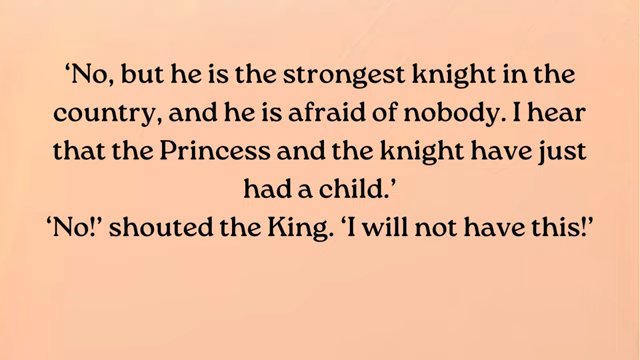 ‘No, but he is the strongest knight in the
country, and he is afraid of nobody. I hear
that the Princess and the knight have just
had a child.’
‘No!’ shouted the King. ‘I will not have this!’